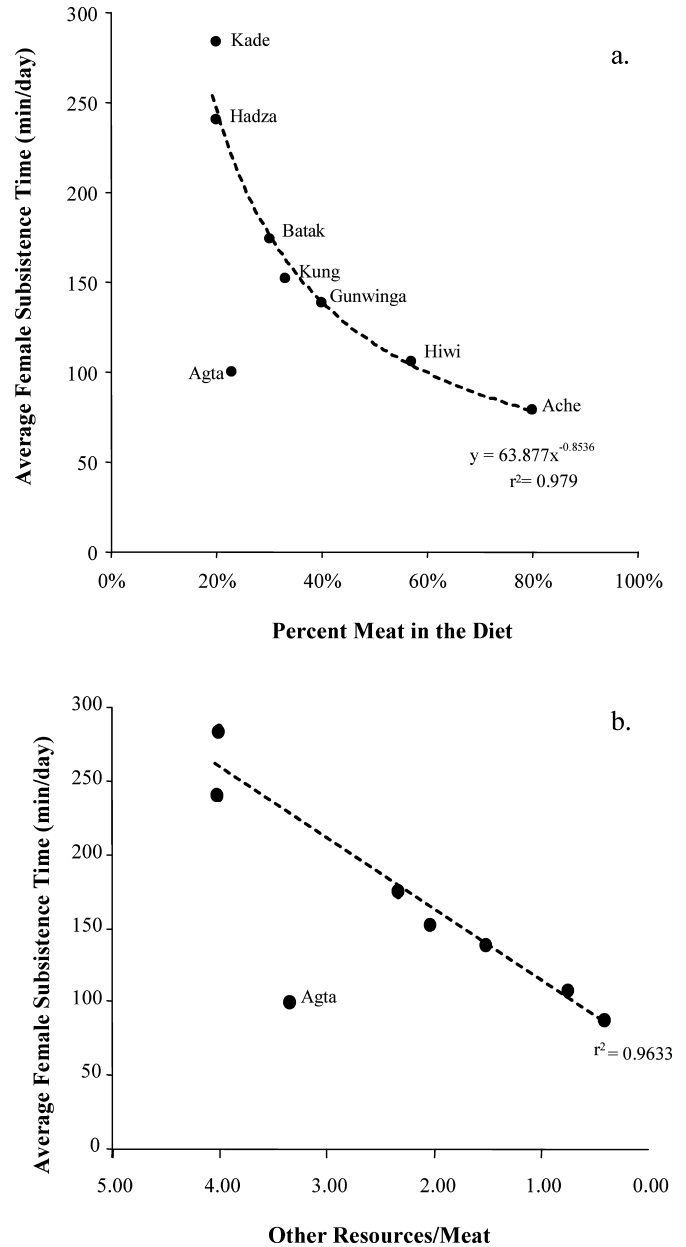 a.
Average Female Subsistence Time (min/day)
300
250
200
150
100
50
0
Kade
Hadza
Batak
Kung
Gunwinga
Hiwi
Agta
Ache
y = 63.877x^-0.8536
r²= 0.979
0% 20% 40% 60% 80% 100%
Percent Meat in the Diet
b.
Average Female Subsistence Time (min/day)
300
250
200
150
100
50
0
Agta
r² = 0.9633
5.00 4.00 3.00 2.00 1.00 0.00
Other Resources/Meat